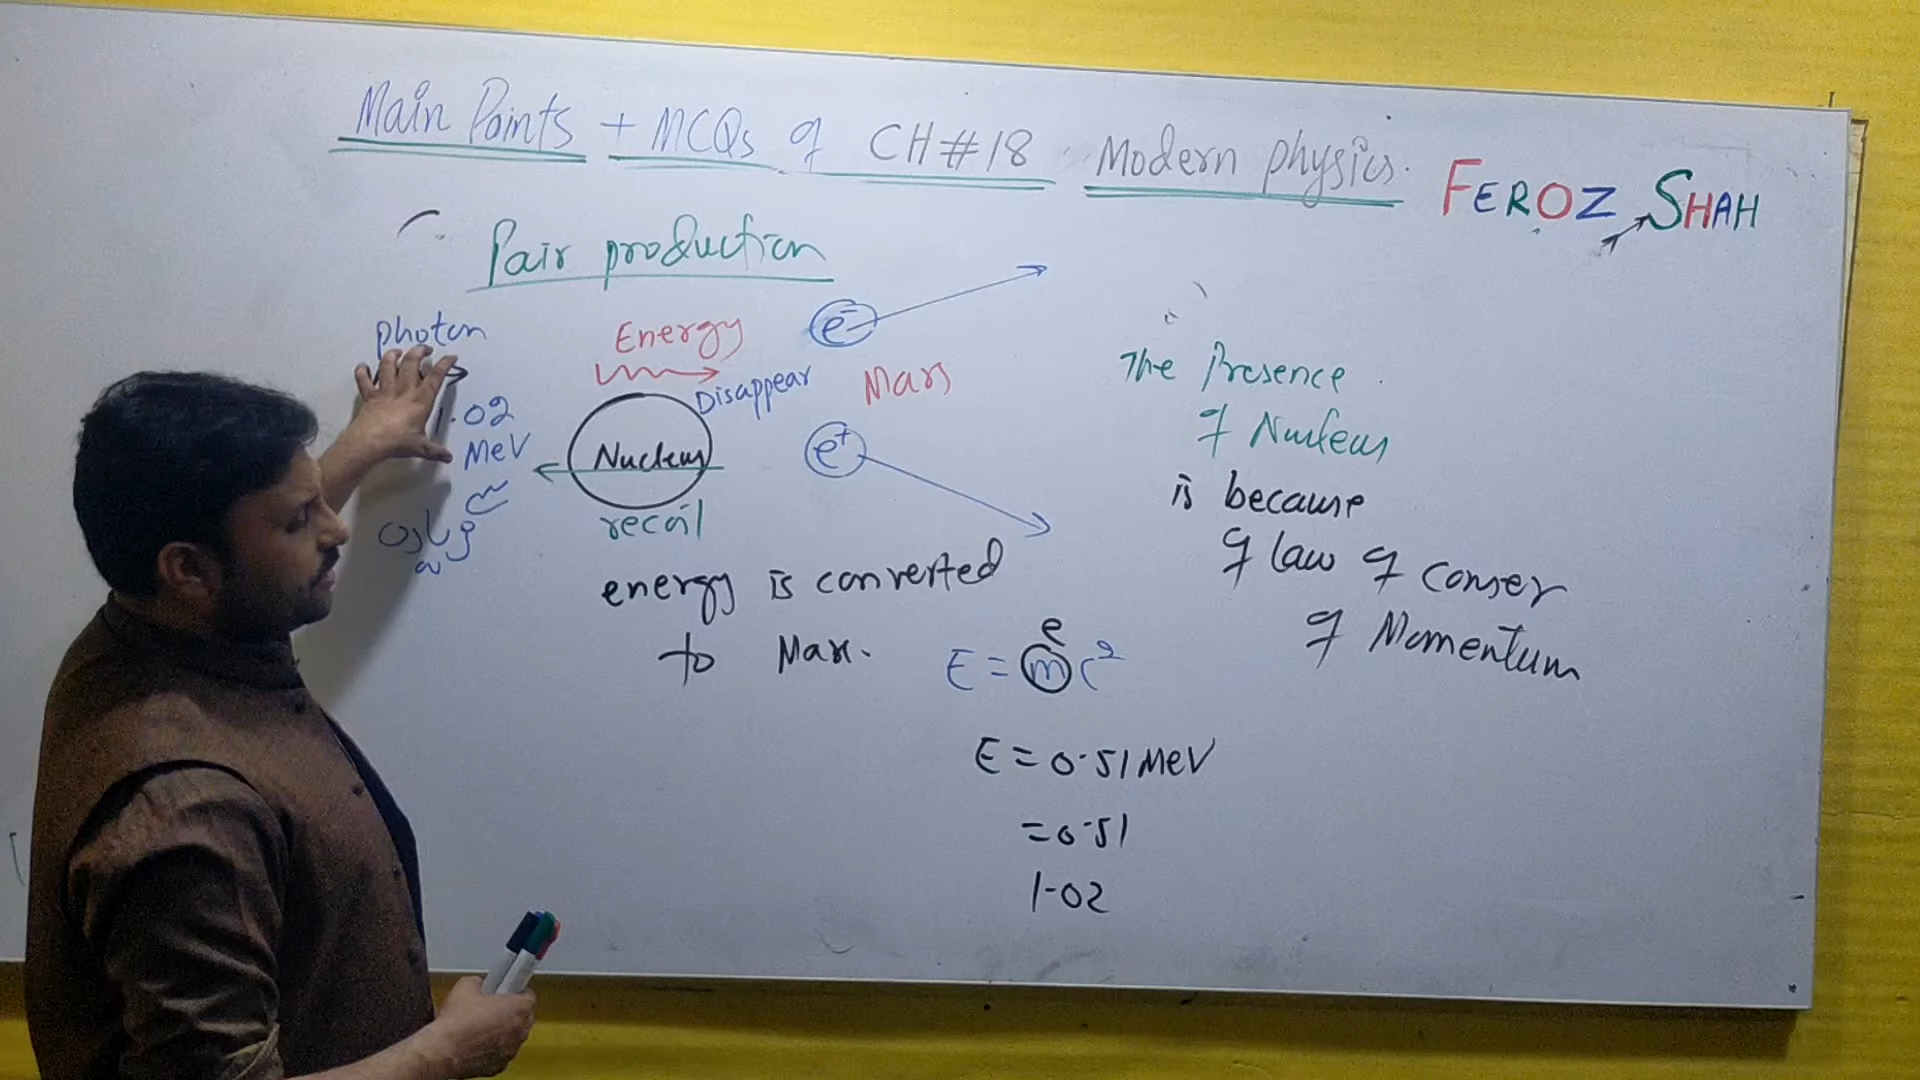 Main Points + MCQs of CH#18 Modern physics.
FEROZ SHAH
Pair production
Photon
1.02
MeV
زیادہ
Energy
Disappear
Mass
e-
e+
Nucleus
recoil
energy is converted
to Mass.
E = mc²
e
E = 0.51 MeV
= 0.51
1.02
The Presence
of Nucleus
is because
of law of conser
of Momentum